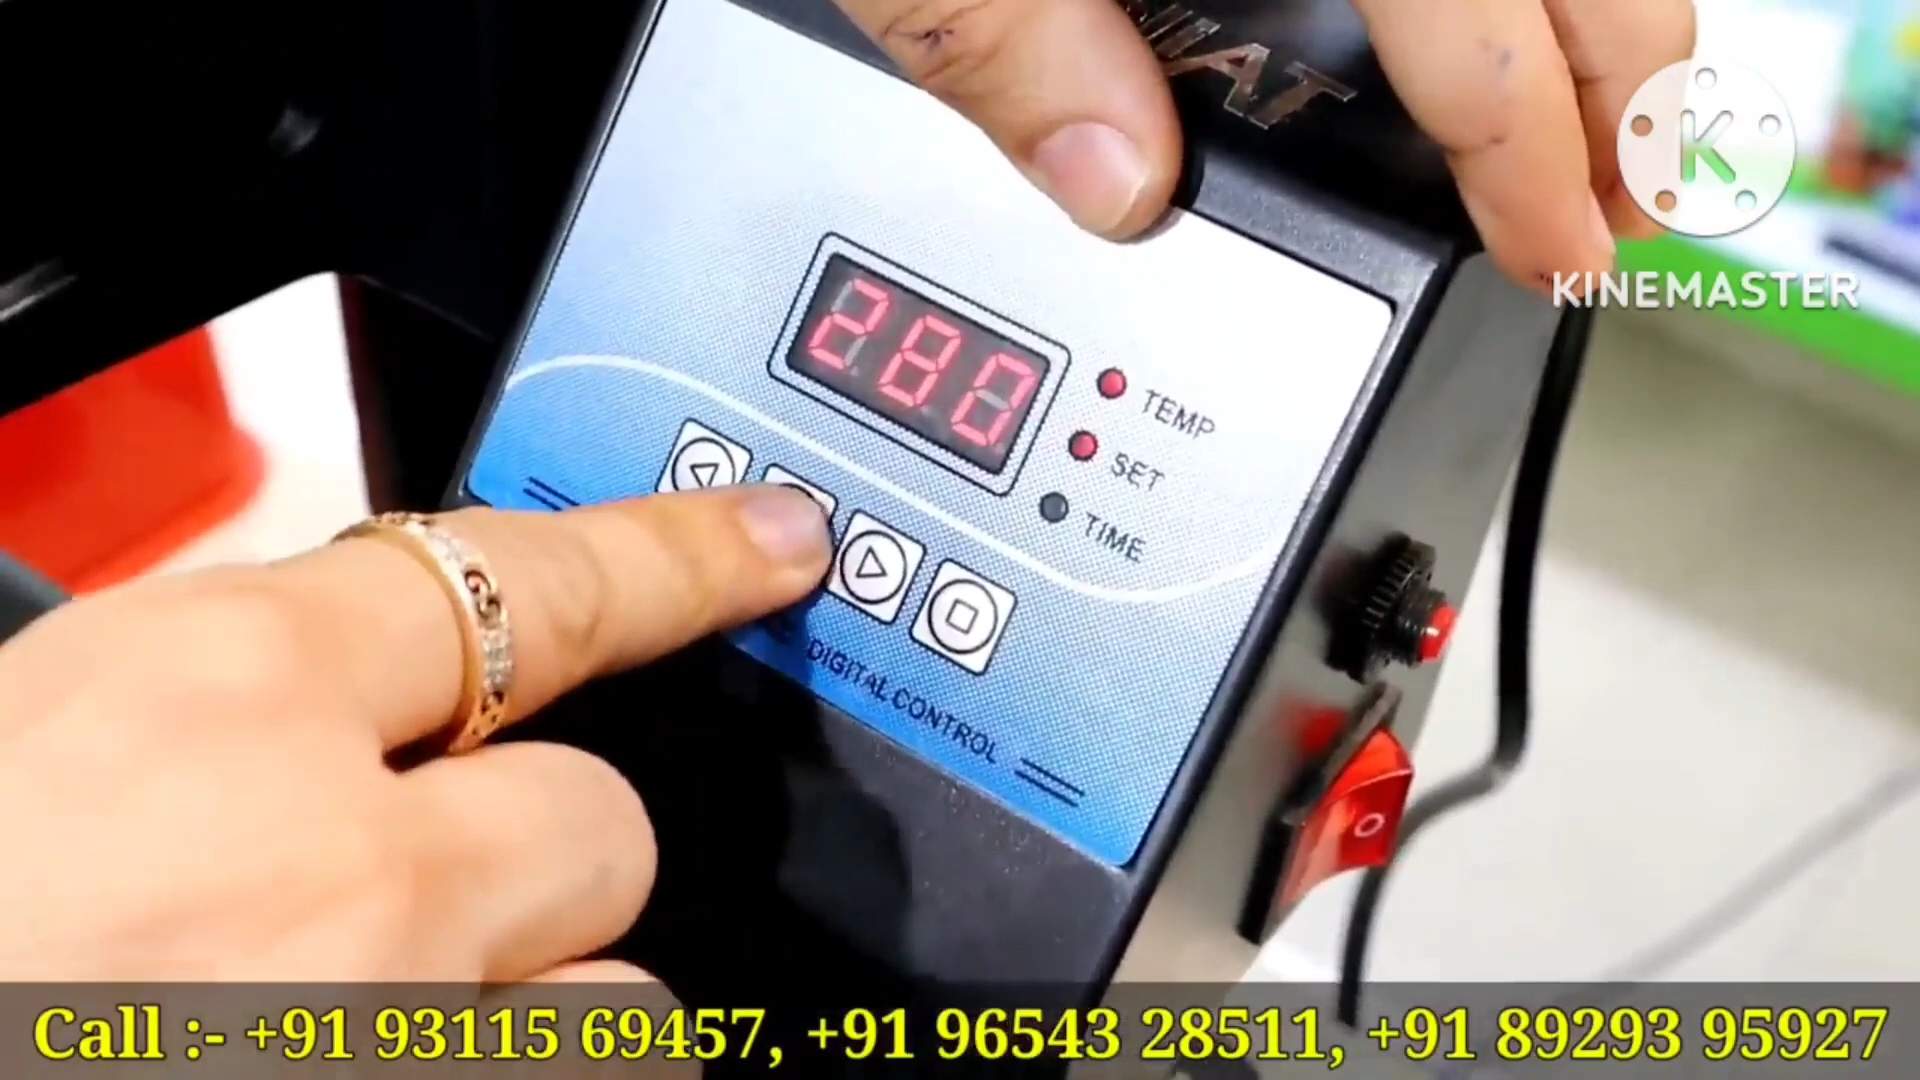 280
TEMP
SET
TIME
DIGITAL CONTROL
O
K
KINEMASTER
Call :- +91 93115 69457, +91 96543 28511, +91 89293 95927